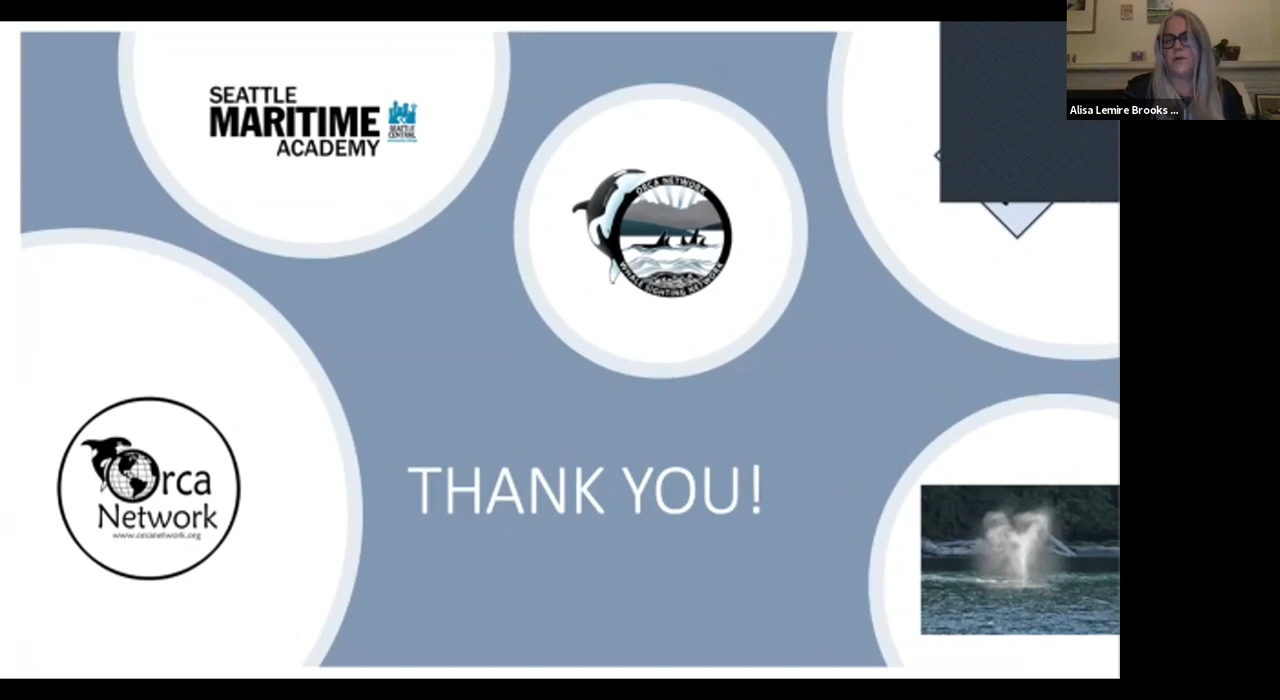 SEATTLE
MARITIME
ACADEMY
SEATTLE
CENTRAL
ORCA NETWORK
WHALE SIGHTING NETWORK
Alisa Lemire Brooks ...
Orca
Network
www.orcanetwork.org
THANK YOU!